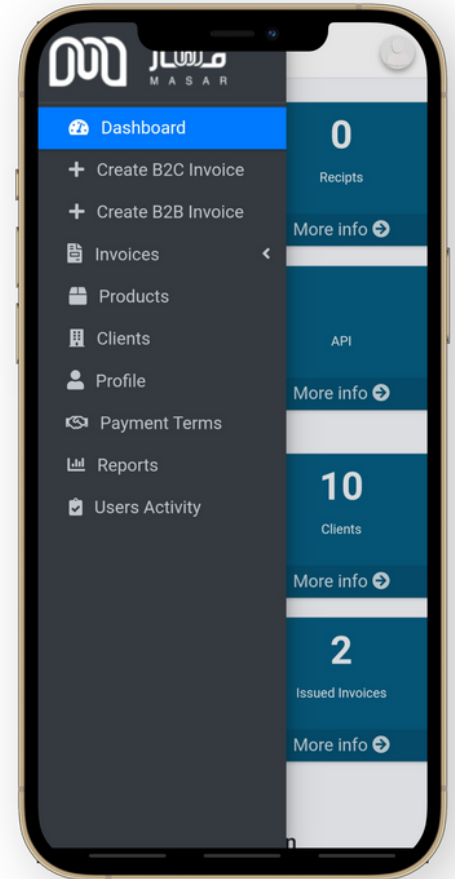 مسار
MASAR
Dashboard
Create B2C Invoice
Create B2B Invoice
Invoices
Products
Clients
Profile
Payment Terms
Reports
Users Activity
0
Recipts
More info
API
More info
10
Clients
More info
2
Issued Invoices
More info
n